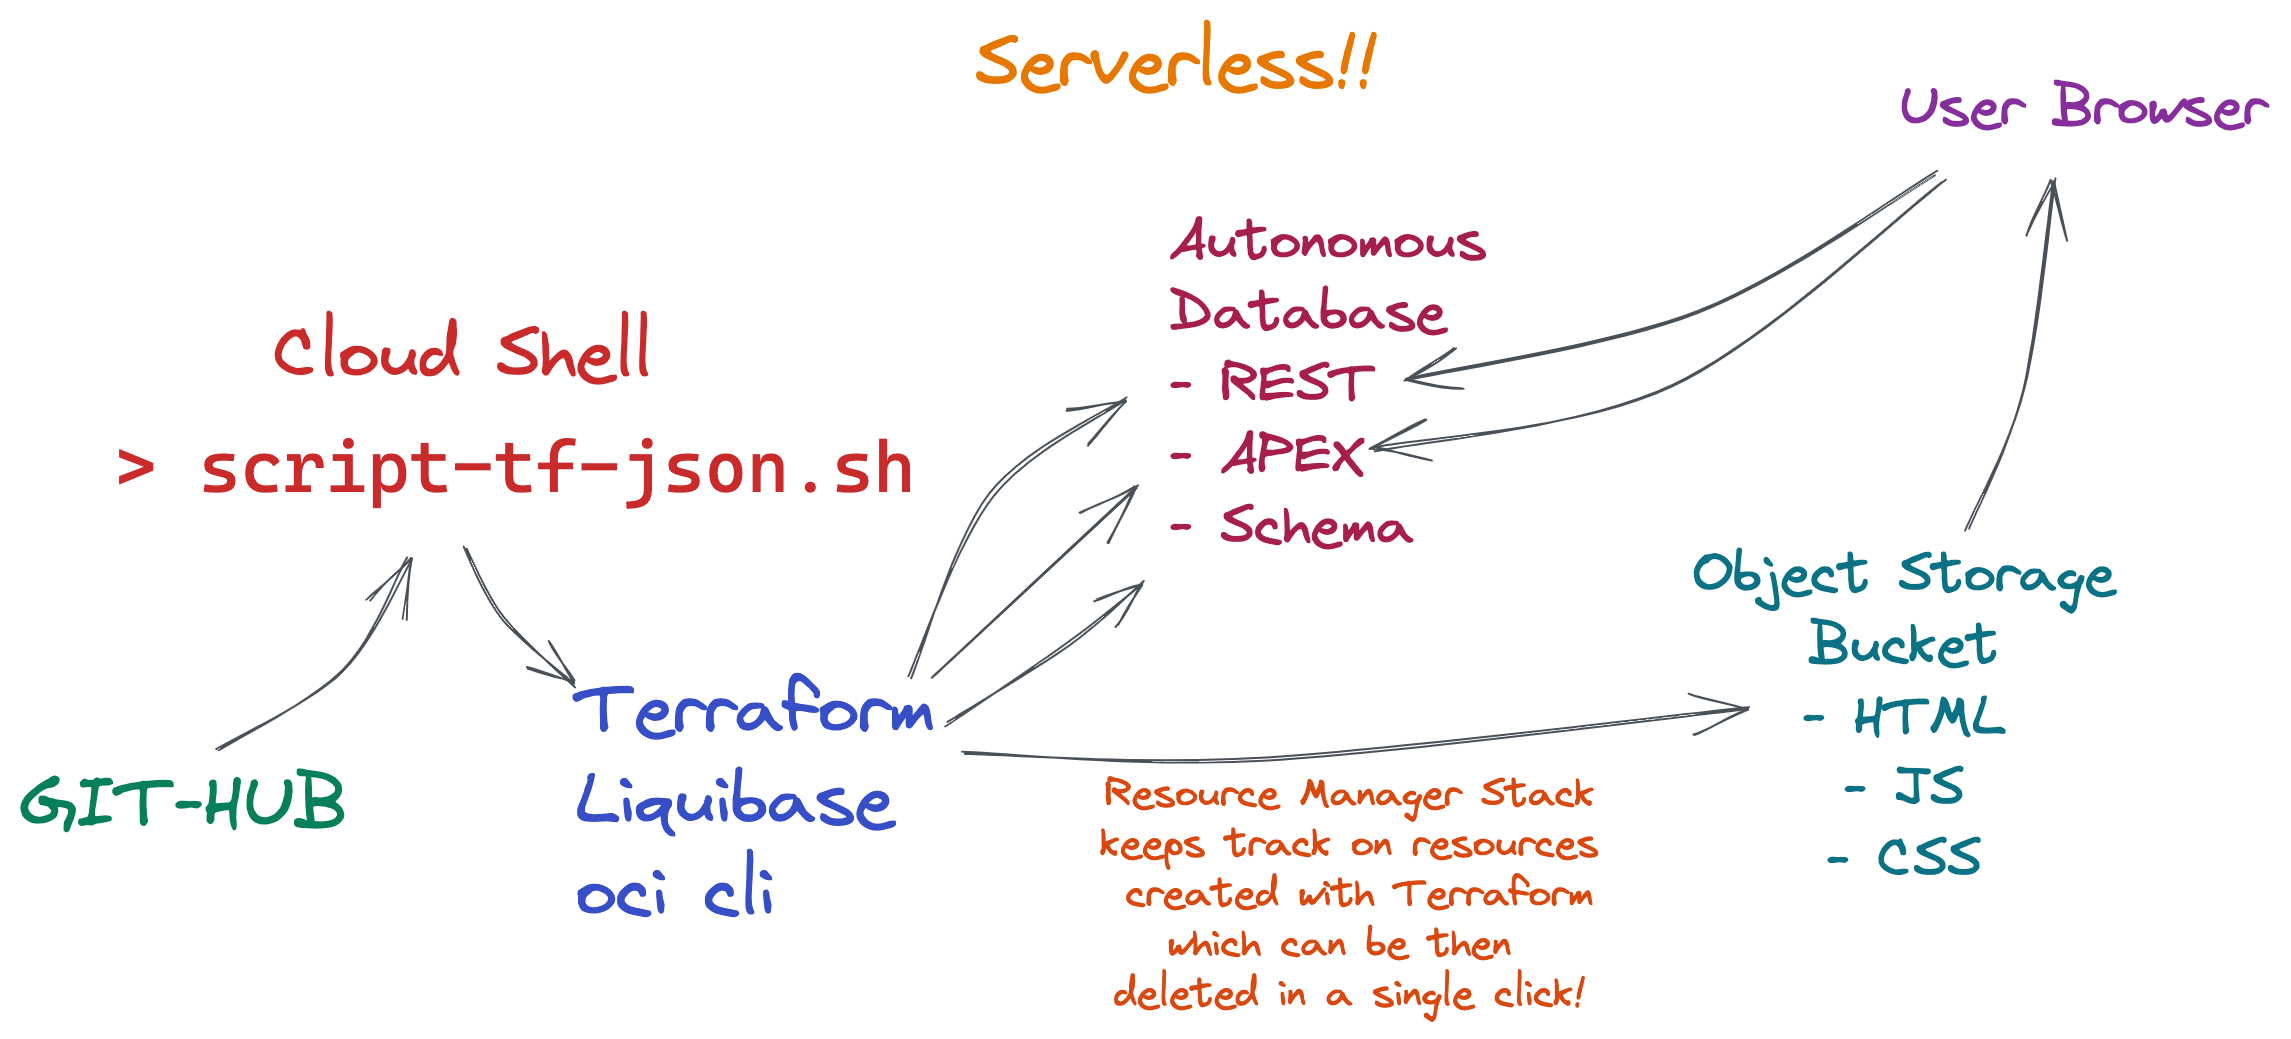 Serverless!!
User Browser
Autonomous
Database
- REST
- APEX
- Schema
Cloud Shell
> script-tf-json.sh
GIT-HUB
Terraform
Liquibase
oci cli
Resource Manager Stack
keeps track on resources
created with Terraform
which can be then
deleted in a single click!
Object Storage
Bucket
- HTML
- JS
- CSS